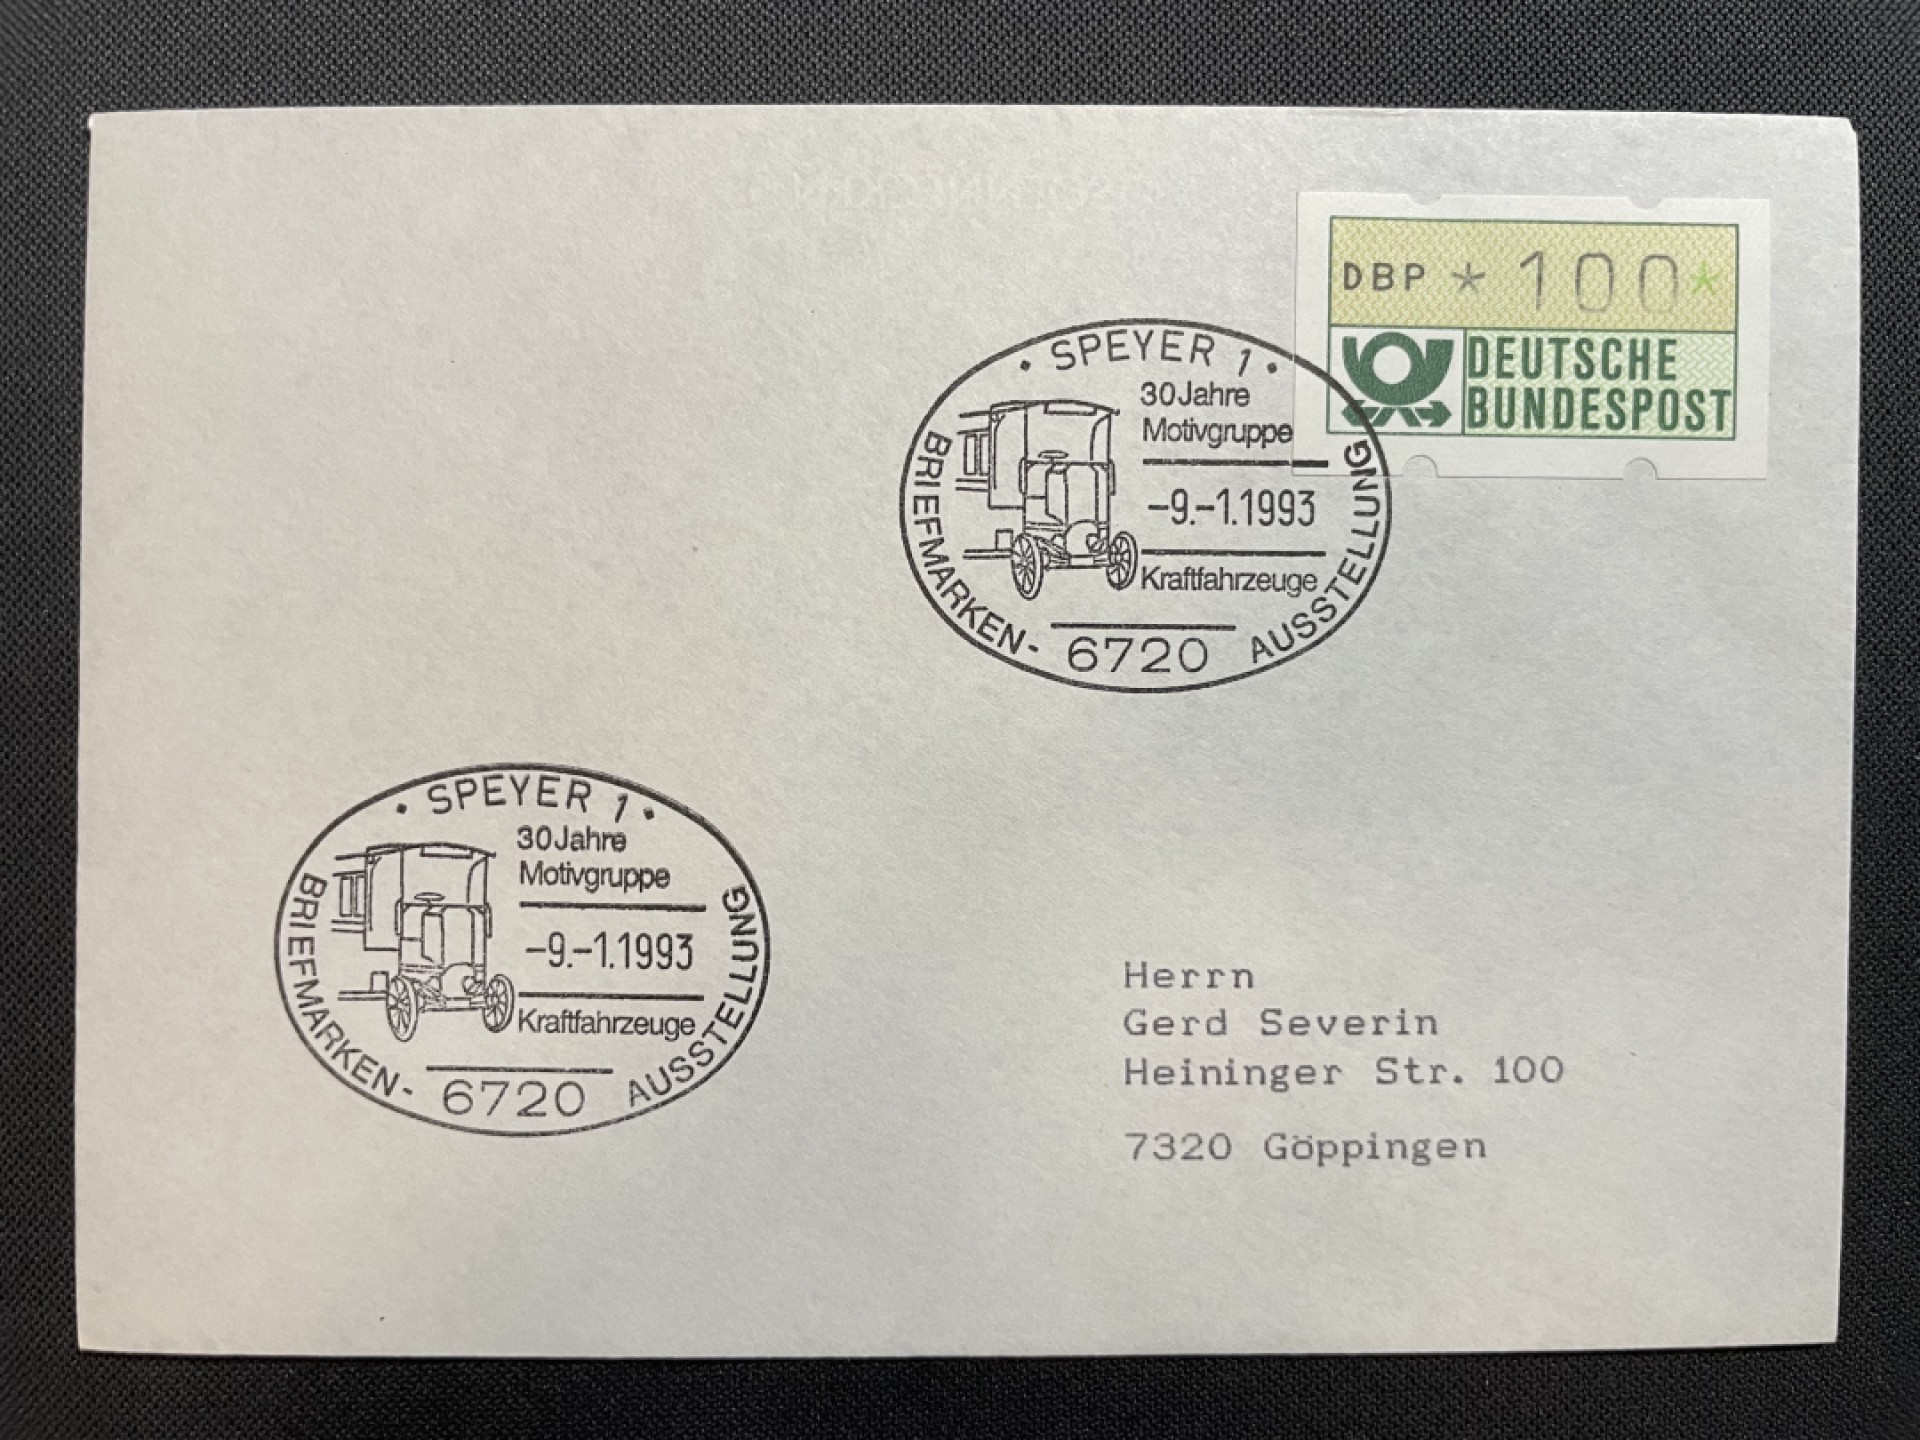 DBP * 100*
DEUTSCHE
BUNDESPOST
• SPEYER 1 •
30 Jahre
Motivgruppe
-9.-1.1993
Kraftfahrzeuge
BRIEFMARKEN- AUSSTELLUNG
6720
• SPEYER 1 •
30 Jahre
Motivgruppe
-9.-1.1993
Kraftfahrzeuge
BRIEFMARKEN- AUSSTELLUNG
6720
Herrn
Gerd Severin
Heininger Str. 100
7320 Göppingen